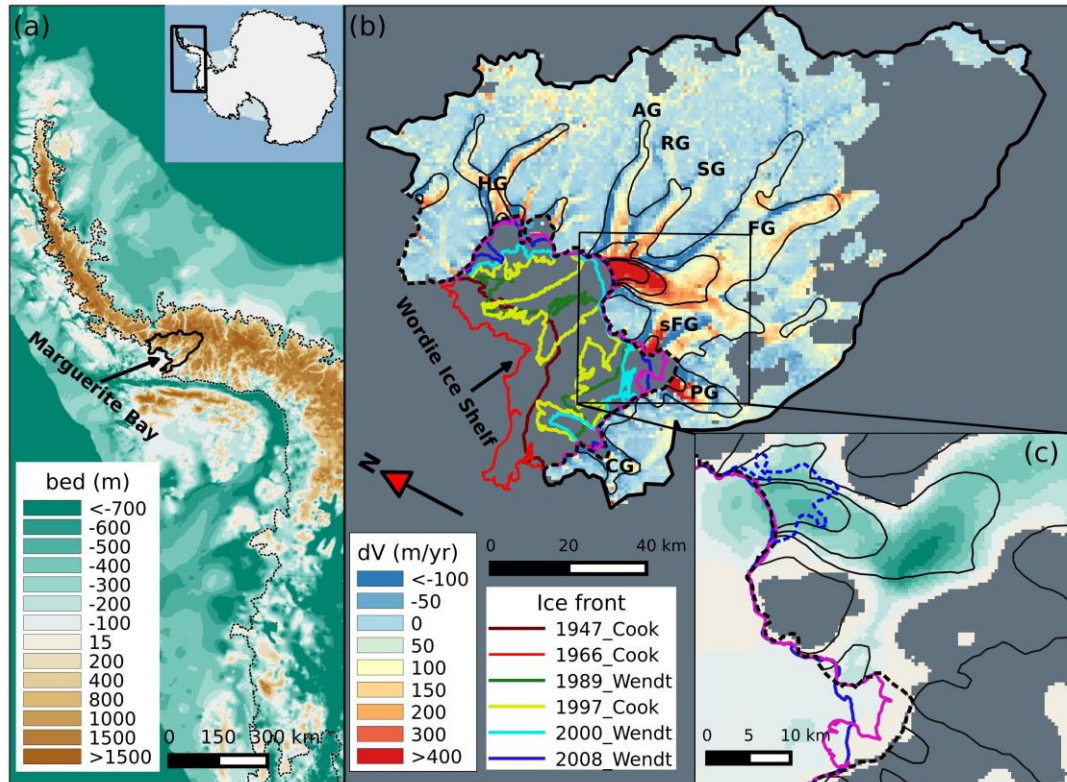 (a)
Marguerite Bay
bed (m)
<-700
-600
-500
-400
-300
-200
-100
15
200
400
800
1000
1500
>1500
0 150 300 km
(b)
AG
RG
SG
HG
FG
sFG
PG
CG
Wordie Ice Shelf
N
0 20 40 km
dV (m/yr)
<-100
-50
0
50
100
150
200
300
>400
Ice front
1947_Cook
1966_Cook
1989_Wendt
1997_Cook
2000_Wendt
2008_Wendt
(c)
0 5 10 km